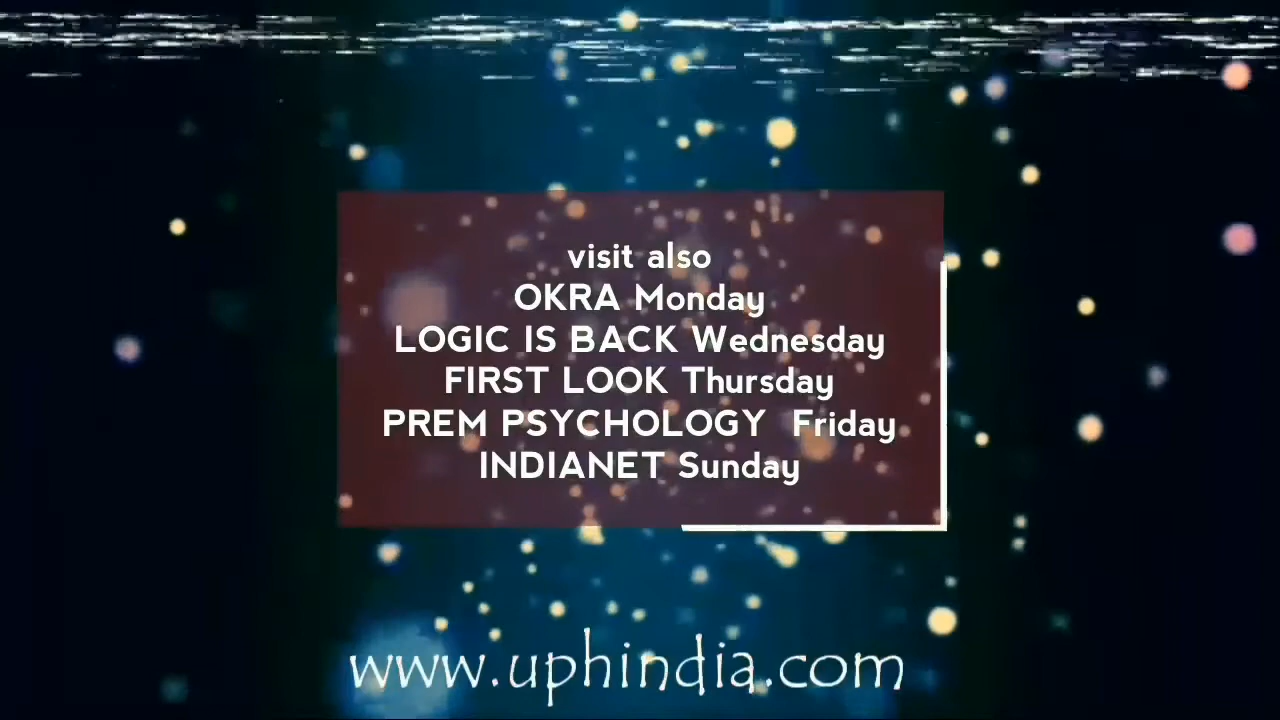 visit also
OKRA Monday
LOGIC IS BACK Wednesday
FIRST LOOK Thursday
PREM PSYCHOLOGY Friday
INDIANET Sunday
www.uphindia.com